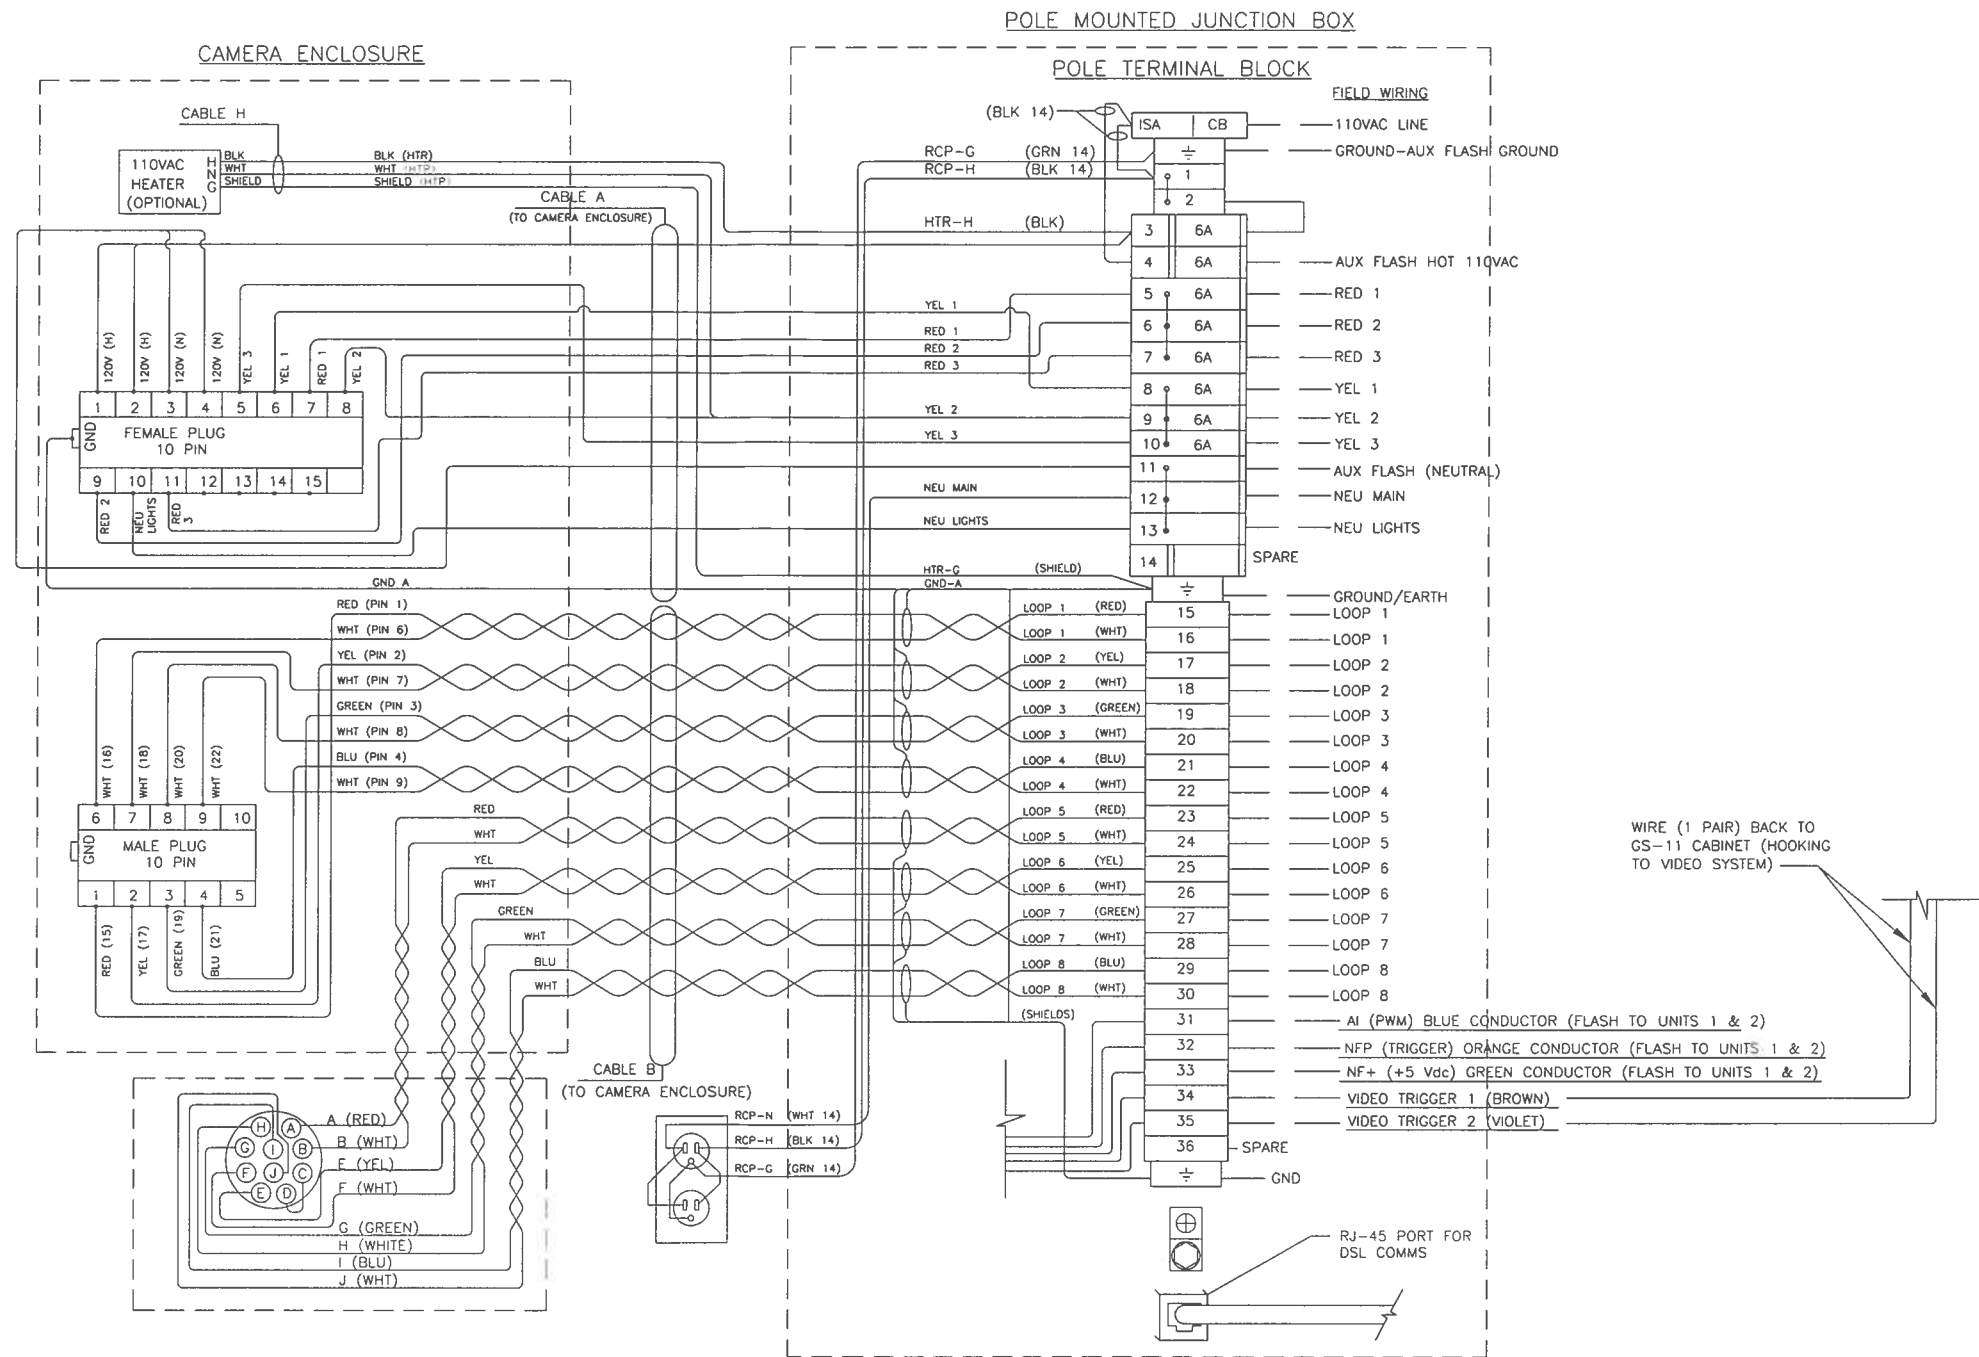 POLE MOUNTED JUNCTION BOX
CAMERA ENCLOSURE
POLE TERMINAL BLOCK
FIELD WIRING
CABLE H
110VAC
HEATER
(OPTIONAL)
H
N
G
BLK
WHT
SHIELD
BLK (HTR)
WHT (HTR)
SHIELD (HTR)
CABLE A
(TO CAMERA ENCLOSURE)
(BLK 14)
RCP-G (GRN 14)
RCP-H (BLK 14)
HTR-H (BLK)
ISA CB
110VAC LINE
GROUND-AUX FLASH GROUND
1
2
3 6A
4 6A AUX FLASH HOT 110VAC
5 6A RED 1
6 6A RED 2
7 6A RED 3
8 6A YEL 1
9 6A YEL 2
10 6A YEL 3
11 AUX FLASH (NEUTRAL)
12 NEU MAIN
13 NEU LIGHTS
14 SPARE
GROUND/EARTH
YEL 1
RED 1
RED 2
RED 3
YEL 2
YEL 3
NEU MAIN
NEU LIGHTS
HTR-G (SHIELD)
GND-A
GND A
120V (H)
120V (H)
120V (N)
120V (N)
YEL 3
YEL 1
RED 1
YEL 2
1 2 3 4 5 6 7 8
GND
FEMALE PLUG
10 PIN
9 10 11 12 13 14 15
RED 2
NEU
LIGHTS
RED
3
RED (PIN 1)
WHT (PIN 6)
YEL (PIN 2)
WHT (PIN 7)
GREEN (PIN 3)
WHT (PIN 8)
BLU (PIN 4)
WHT (PIN 9)
RED
WHT
YEL
WHT
GREEN
WHT
BLU
WHT
WHT (16)
WHT (18)
WHT (20)
WHT (22)
6 7 8 9 10
GND
MALE PLUG
10 PIN
1 2 3 4 5
RED (15)
YEL (17)
GREEN (19)
BLU (21)
LOOP 1 (RED) 15 LOOP 1
LOOP 1 (WHT) 16 LOOP 1
LOOP 2 (YEL) 17 LOOP 2
LOOP 2 (WHT) 18 LOOP 2
LOOP 3 (GREEN) 19 LOOP 3
LOOP 3 (WHT) 20 LOOP 3
LOOP 4 (BLU) 21 LOOP 4
LOOP 4 (WHT) 22 LOOP 4
LOOP 5 (RED) 23 LOOP 5
LOOP 5 (WHT) 24 LOOP 5
LOOP 6 (YEL) 25 LOOP 6
LOOP 6 (WHT) 26 LOOP 6
LOOP 7 (GREEN) 27 LOOP 7
LOOP 7 (WHT) 28 LOOP 7
LOOP 8 (BLU) 29 LOOP 8
LOOP 8 (WHT) 30 LOOP 8
(SHIELDS)
31 AI (PWM) BLUE CONDUCTOR (FLASH TO UNITS 1 & 2)
32 NFP (TRIGGER) ORANGE CONDUCTOR (FLASH TO UNITS 1 & 2)
33 NF+ (+5 Vdc) GREEN CONDUCTOR (FLASH TO UNITS 1 & 2)
34 VIDEO TRIGGER 1 (BROWN)
35 VIDEO TRIGGER 2 (VIOLET)
36 SPARE
GND
WIRE (1 PAIR) BACK TO
GS-11 CABINET (HOOKING
TO VIDEO SYSTEM)
CABLE B
(TO CAMERA ENCLOSURE)
RCP-N (WHT 14)
RCP-H (BLK 14)
RCP-G (GRN 14)
H A
G I B
F J C
E D
A (RED)
B (WHT)
E (YEL)
F (WHT)
G (GREEN)
H (WHITE)
I (BLU)
J (WHT)
RJ-45 PORT FOR
DSL COMMS